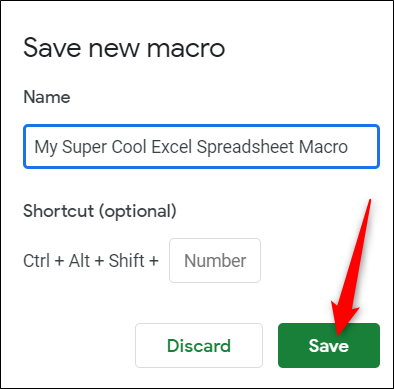 Save new macro
Name
My Super Cool Excel Spreadsheet Macro
Shortcut (optional)
Ctrl + Alt + Shift + Number
Discard Save